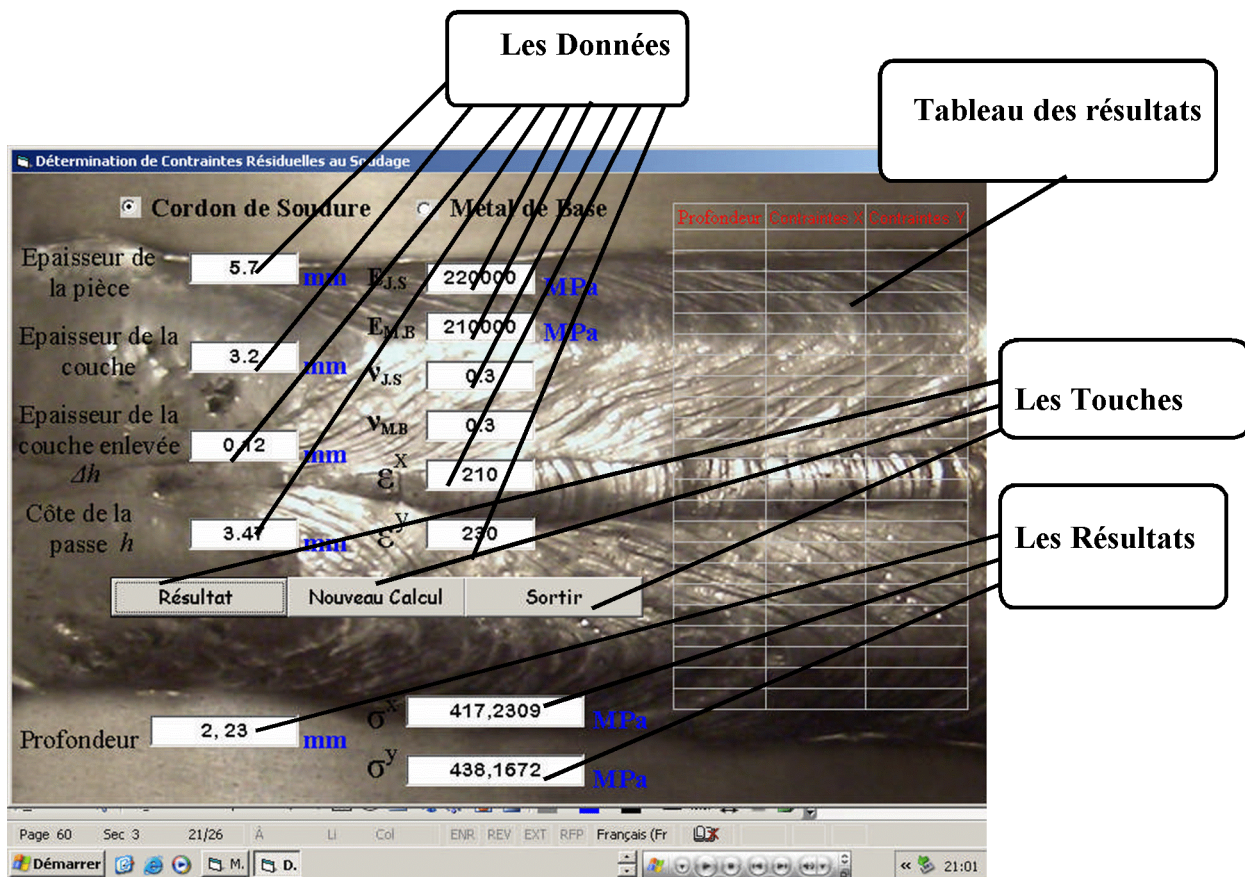 Les Données
Tableau des résultats
Détermination de Contraintes Résiduelles au Soudage
Cordon de Soudure
Métal de Base
Profondeur Contraintes X Contraintes Y
Epaisseur de
la pièce
5.7
mm
E J.S
220000
MPa
E M.B
210000
MPa
Epaisseur de la
couche
3.2
mm
ν J.S
0.3
Les Touches
Epaisseur de la
couche enlevée
Δh
0.12
mm
ν M.B
0.3
ε x
210
Côte de la
passe h
3.47
mm
ε y
230
Les Résultats
Résultat
Nouveau Calcul
Sortir
Profondeur
2, 23
mm
σ x
417,2309
MPa
σ y
438,1672
MPa
Page 60 Sec 3 21/26 À Li Col ENR REV EXT RFP Français (Fr
Démarrer M. D. « 21:01